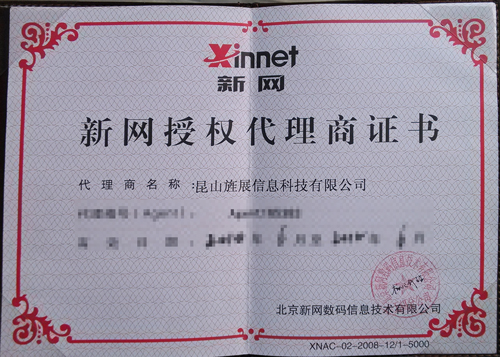 Xinnet
新网
新网授权代理商证书
代理商名称:昆山旌展信息科技有限公司
北京新网数码信息技术有限公司
XNAC-02-2008-12/1-5000